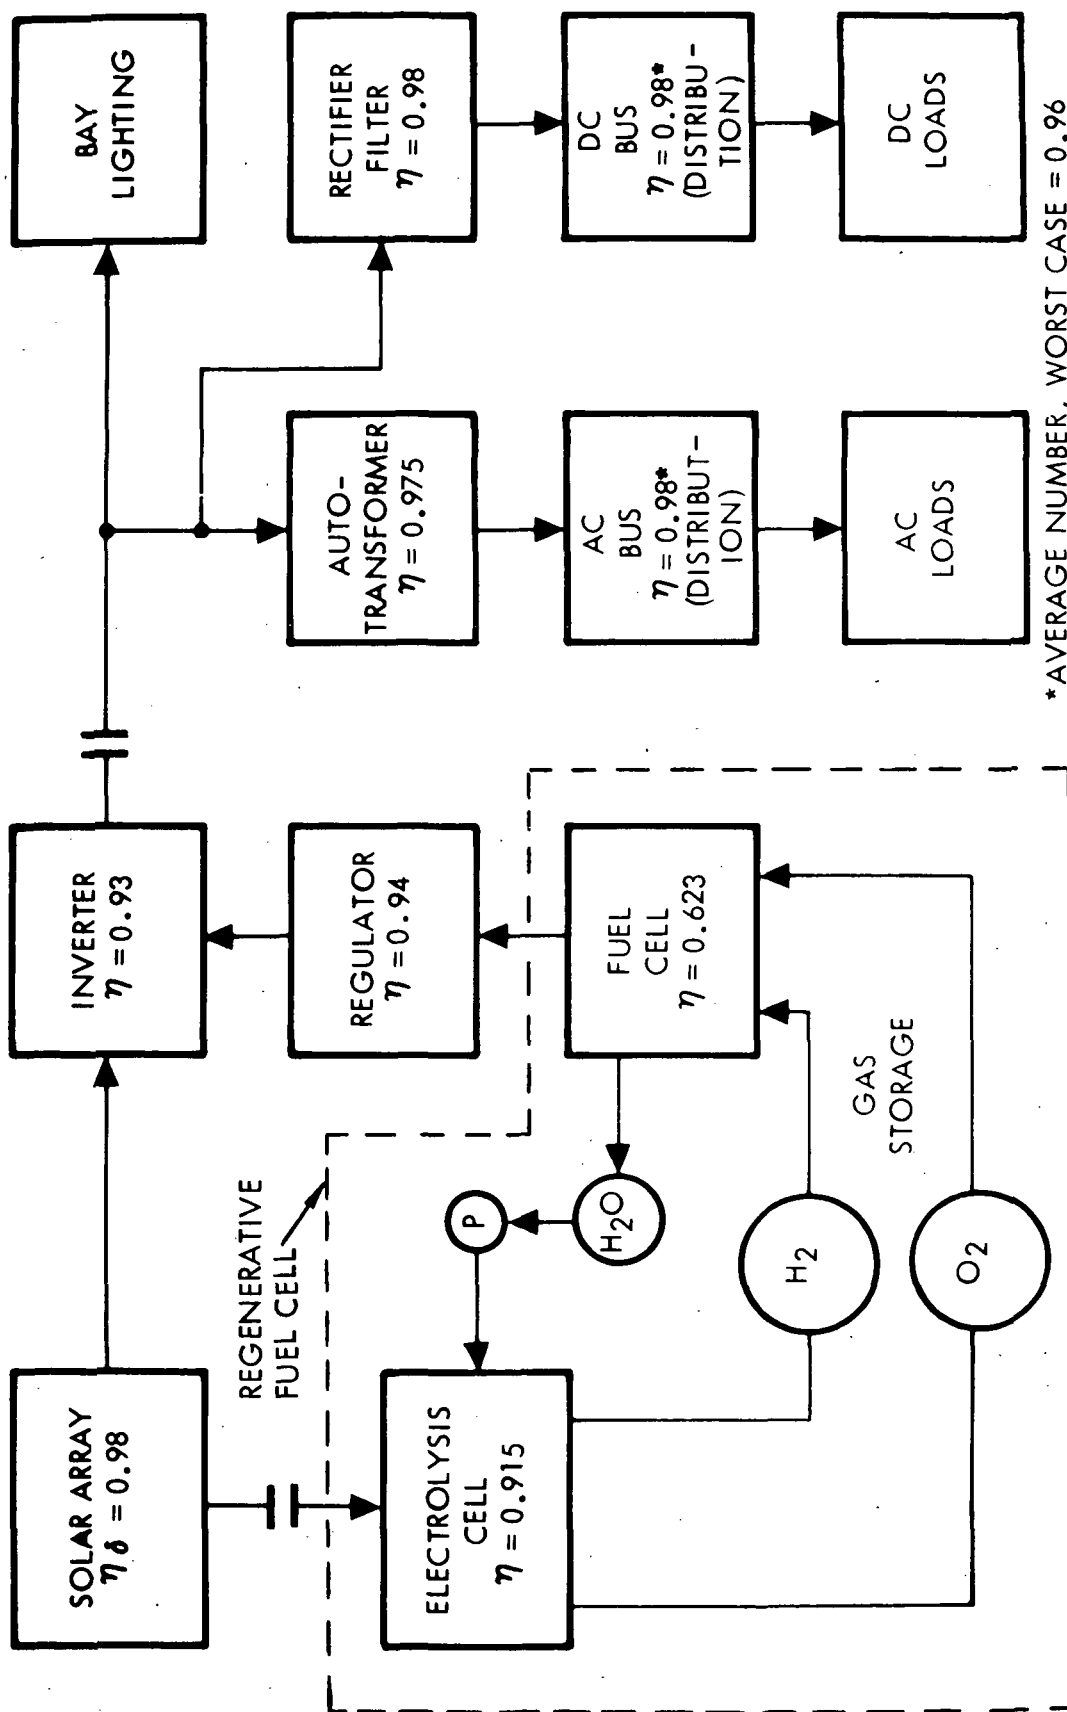 SOLAR ARRAY
ηδ = 0.98
INVERTER
η = 0.93
BAY
LIGHTING
REGENERATIVE
FUEL CELL
REGULATOR
η = 0.94
AUTO-
TRANSFORMER
η = 0.975
RECTIFIER
FILTER
η = 0.98
ELECTROLYSIS
CELL
η = 0.915
P
H2O
FUEL
CELL
η = 0.623
AC
BUS
η = 0.98*
(DISTRIBUT-
ION)
DC
BUS
η = 0.98*
(DISTRIBU-
TION)
H2
O2
GAS
STORAGE
AC
LOADS
DC
LOADS
*AVERAGE NUMBER, WORST CASE = 0.96